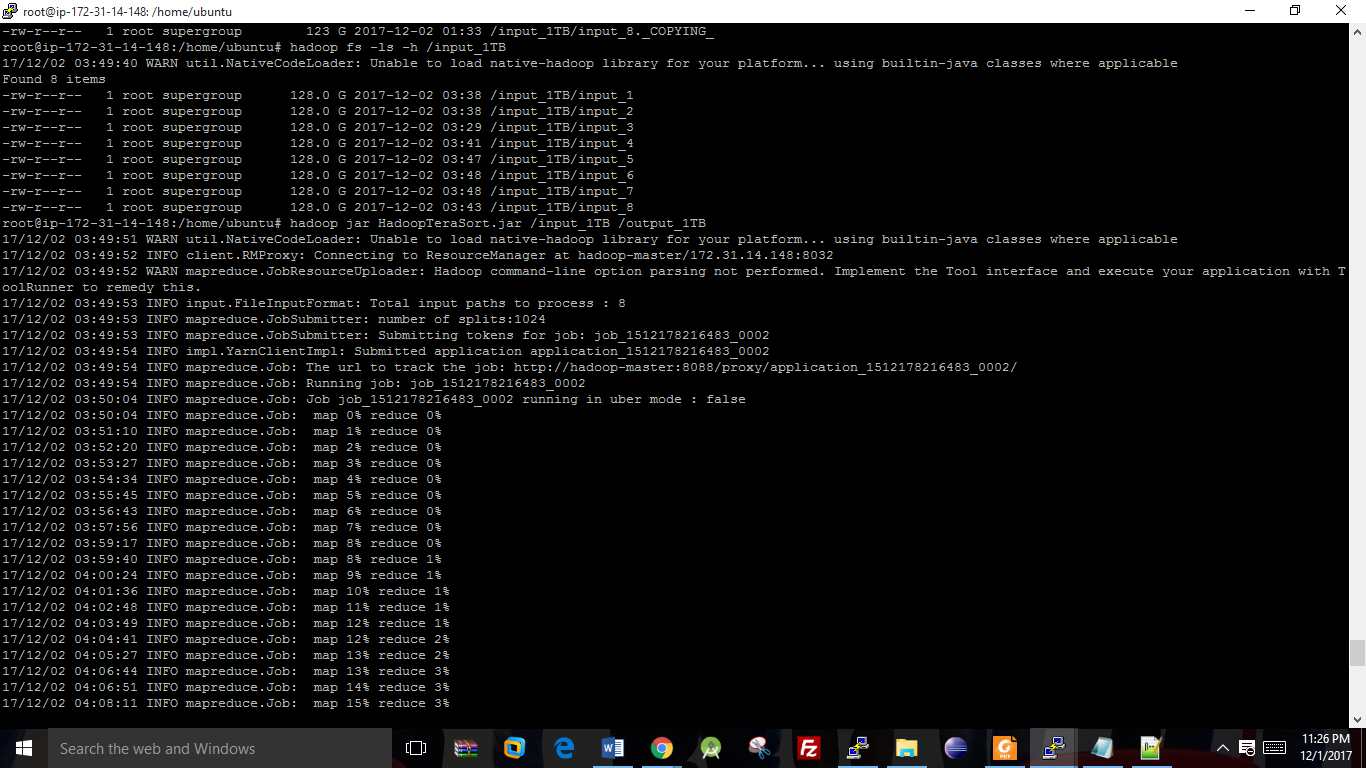 root@ip-172-31-14-148: /home/ubuntu
-rw-r--r-- 1 root supergroup 123 G 2017-12-02 01:33 /input_1TB/input_8._COPYING_
root@ip-172-31-14-148:/home/ubuntu# hadoop fs -ls -h /input_1TB
17/12/02 03:49:40 WARN util.NativeCodeLoader: Unable to load native-hadoop library for your platform... using builtin-java classes where applicable
Found 8 items
-rw-r--r-- 1 root supergroup 128.0 G 2017-12-02 03:38 /input_1TB/input_1
-rw-r--r-- 1 root supergroup 128.0 G 2017-12-02 03:38 /input_1TB/input_2
-rw-r--r-- 1 root supergroup 128.0 G 2017-12-02 03:29 /input_1TB/input_3
-rw-r--r-- 1 root supergroup 128.0 G 2017-12-02 03:41 /input_1TB/input_4
-rw-r--r-- 1 root supergroup 128.0 G 2017-12-02 03:47 /input_1TB/input_5
-rw-r--r-- 1 root supergroup 128.0 G 2017-12-02 03:48 /input_1TB/input_6
-rw-r--r-- 1 root supergroup 128.0 G 2017-12-02 03:48 /input_1TB/input_7
-rw-r--r-- 1 root supergroup 128.0 G 2017-12-02 03:43 /input_1TB/input_8
root@ip-172-31-14-148:/home/ubuntu# hadoop jar HadoopTeraSort.jar /input_1TB /output_1TB
17/12/02 03:49:51 WARN util.NativeCodeLoader: Unable to load native-hadoop library for your platform... using builtin-java classes where applicable
17/12/02 03:49:52 INFO client.RMProxy: Connecting to ResourceManager at hadoop-master/172.31.14.148:8032
17/12/02 03:49:52 WARN mapreduce.JobResourceUploader: Hadoop command-line option parsing not performed. Implement the Tool interface and execute your application with T
oolRunner to remedy this.
17/12/02 03:49:53 INFO input.FileInputFormat: Total input paths to process : 8
17/12/02 03:49:53 INFO mapreduce.JobSubmitter: number of splits:1024
17/12/02 03:49:53 INFO mapreduce.JobSubmitter: Submitting tokens for job: job_1512178216483_0002
17/12/02 03:49:54 INFO impl.YarnClientImpl: Submitted application application_1512178216483_0002
17/12/02 03:49:54 INFO mapreduce.Job: The url to track the job: http://hadoop-master:8088/proxy/application_1512178216483_0002/
17/12/02 03:49:54 INFO mapreduce.Job: Running job: job_1512178216483_0002
17/12/02 03:50:04 INFO mapreduce.Job: Job job_1512178216483_0002 running in uber mode : false
17/12/02 03:50:04 INFO mapreduce.Job: map 0% reduce 0%
17/12/02 03:51:10 INFO mapreduce.Job: map 1% reduce 0%
17/12/02 03:52:20 INFO mapreduce.Job: map 2% reduce 0%
17/12/02 03:53:27 INFO mapreduce.Job: map 3% reduce 0%
17/12/02 03:54:34 INFO mapreduce.Job: map 4% reduce 0%
17/12/02 03:55:45 INFO mapreduce.Job: map 5% reduce 0%
17/12/02 03:56:43 INFO mapreduce.Job: map 6% reduce 0%
17/12/02 03:57:56 INFO mapreduce.Job: map 7% reduce 0%
17/12/02 03:59:17 INFO mapreduce.Job: map 8% reduce 0%
17/12/02 03:59:40 INFO mapreduce.Job: map 8% reduce 1%
17/12/02 04:00:24 INFO mapreduce.Job: map 9% reduce 1%
17/12/02 04:01:36 INFO mapreduce.Job: map 10% reduce 1%
17/12/02 04:02:48 INFO mapreduce.Job: map 11% reduce 1%
17/12/02 04:03:49 INFO mapreduce.Job: map 12% reduce 1%
17/12/02 04:04:41 INFO mapreduce.Job: map 12% reduce 2%
17/12/02 04:05:27 INFO mapreduce.Job: map 13% reduce 2%
17/12/02 04:06:44 INFO mapreduce.Job: map 13% reduce 3%
17/12/02 04:06:51 INFO mapreduce.Job: map 14% reduce 3%
17/12/02 04:08:11 INFO mapreduce.Job: map 15% reduce 3%
Search the web and Windows
11:26 PM
12/1/2017